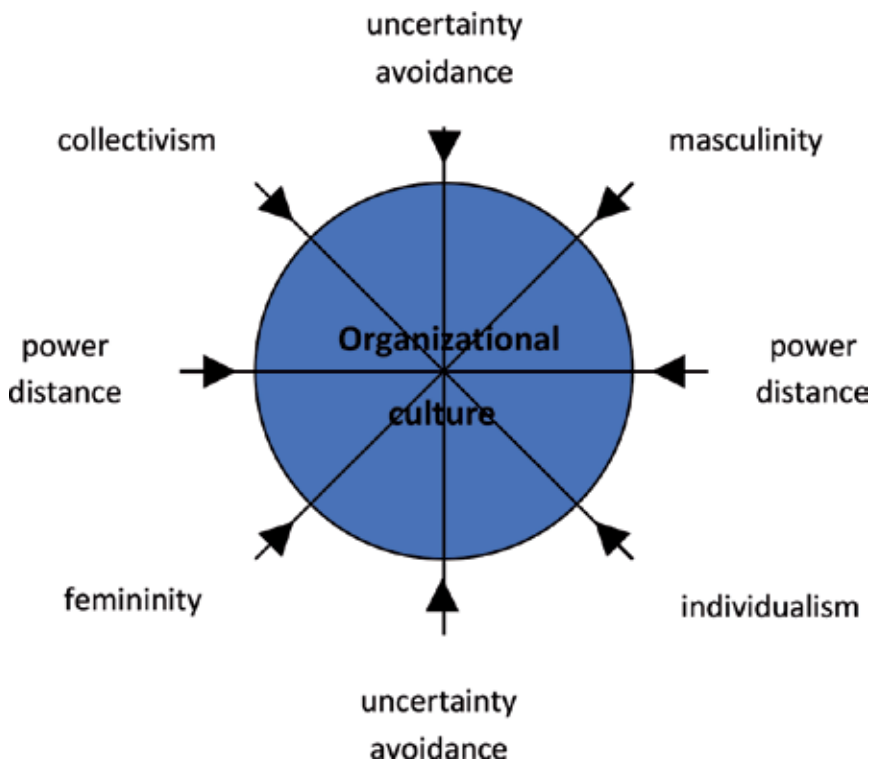 uncertainty
avoidance
collectivism
masculinity
power
distance
Organizational
culture
power
distance
femininity
individualism
uncertainty
avoidance